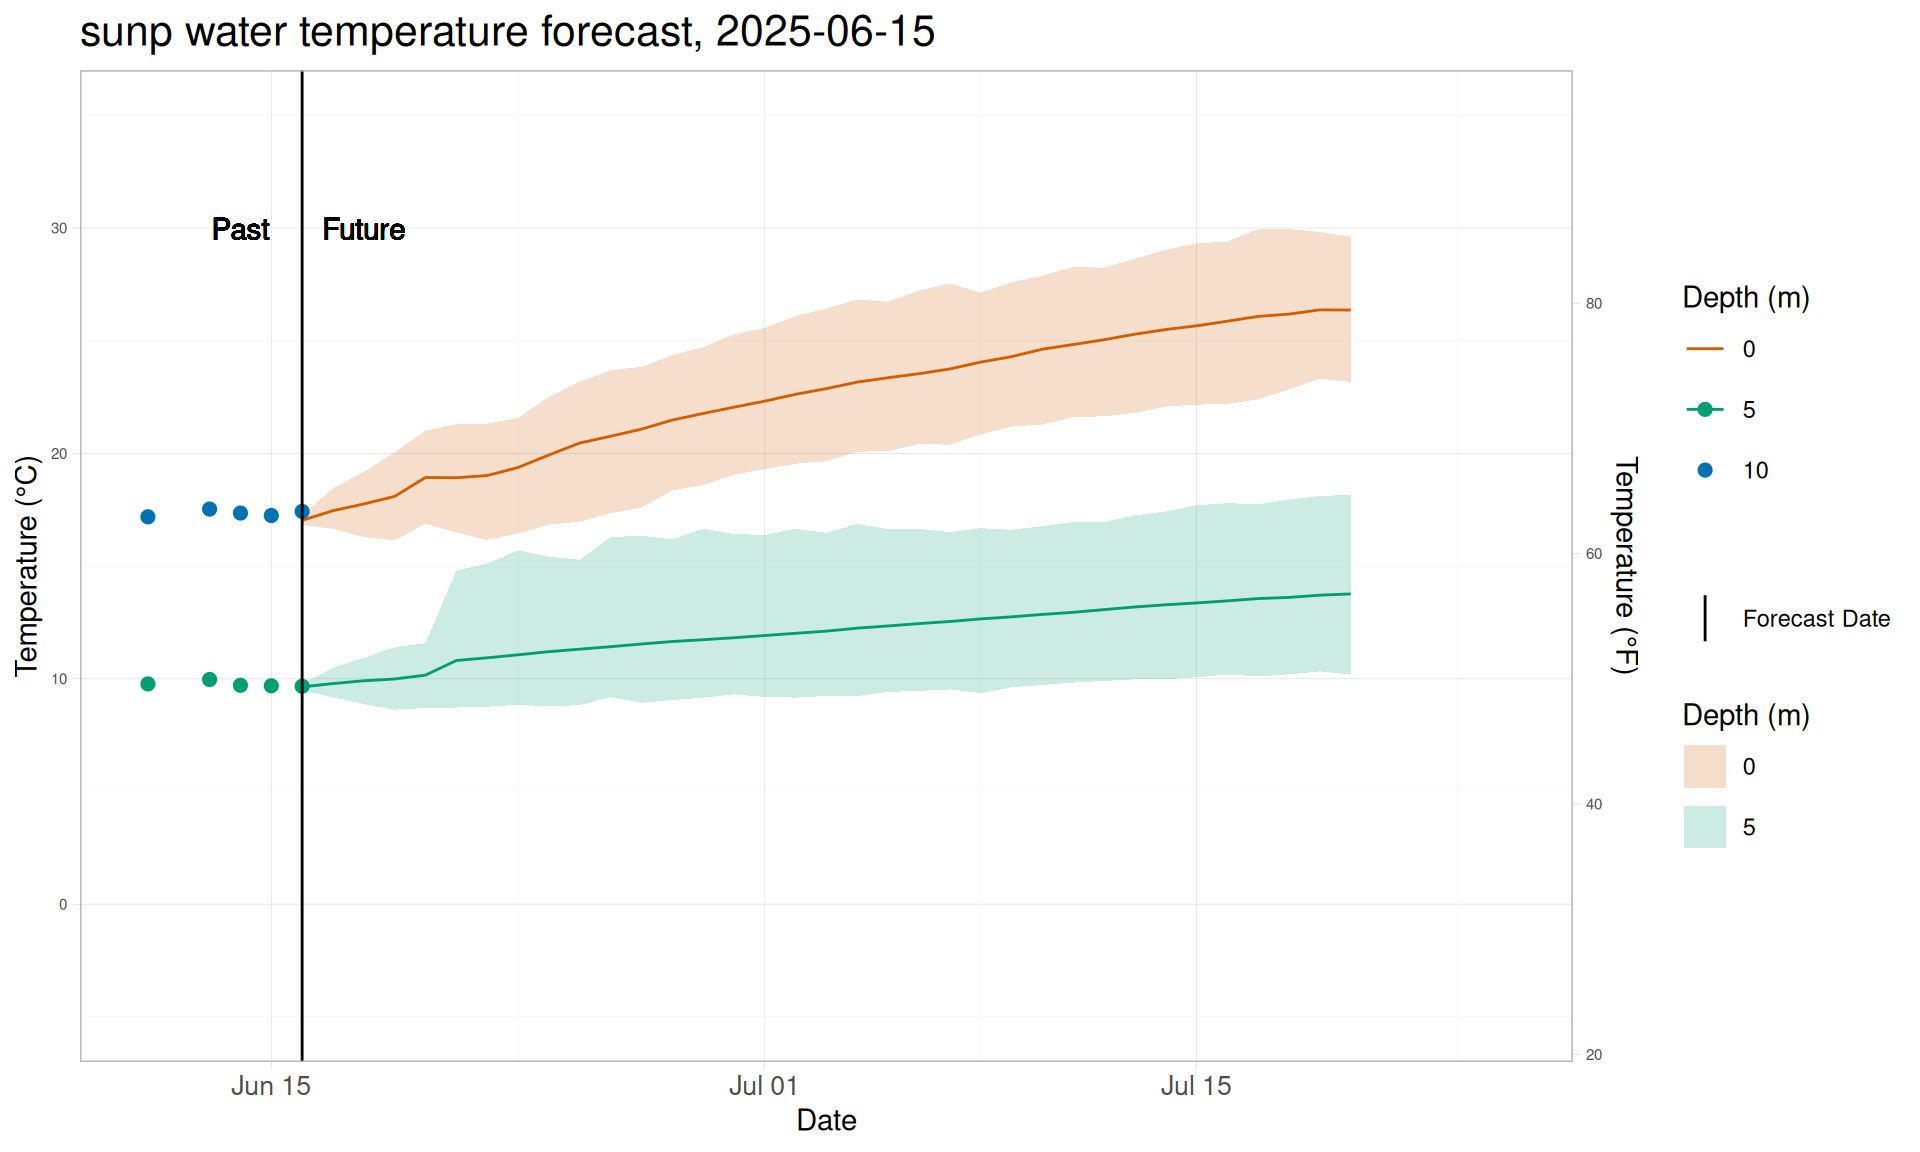 sunp water temperature forecast, 2025-06-15
Past
Future
30
20
10
0
Temperature (°C)
80
60
40
20
Temperature (°F)
Jun 15
Jul 01
Jul 15
Date
Depth (m)
0
5
10
Forecast Date
Depth (m)
0
5